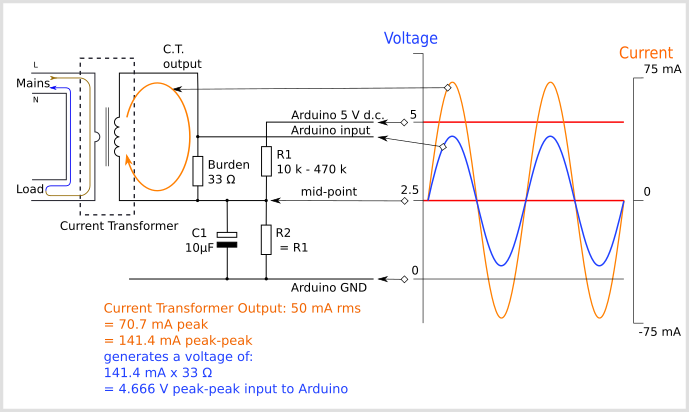 Voltage
Current
C.T.
output
L
Mains
N
Load
Current Transformer
Burden
33 Ω
Arduino 5 V d.c.
Arduino input
R1
10 k - 470 k
mid-point
C1
10µF
R2
= R1
Arduino GND
5
2.5
0
75 mA
0
-75 mA
Current Transformer Output: 50 mA rms
= 70.7 mA peak
= 141.4 mA peak-peak
generates a voltage of:
141.4 mA x 33 Ω
= 4.666 V peak-peak input to Arduino